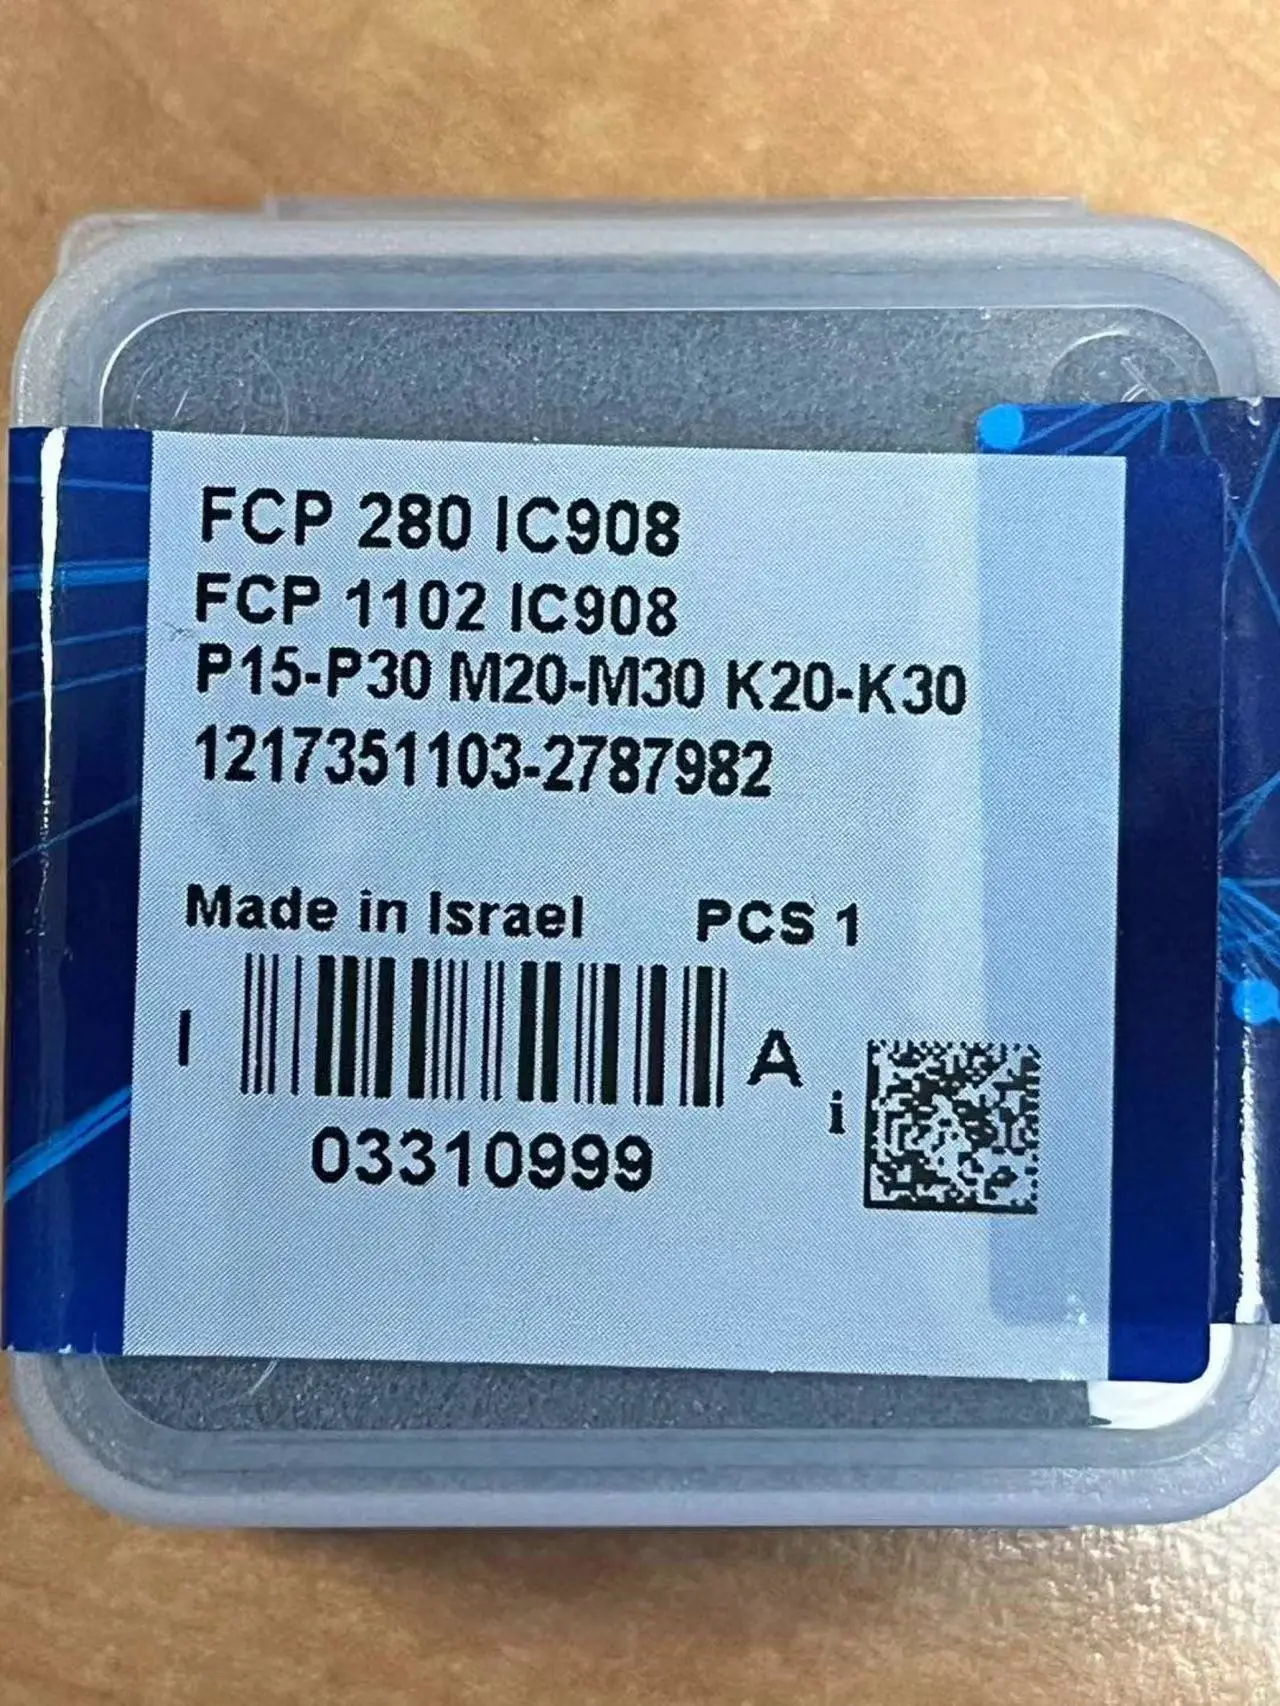 FCP 280 IC908
FCP 1102 IC908
P15-P30 M20-M30 K20-K30
1217351103-2787982
Made in Israel PCS 1
I A
i
03310999